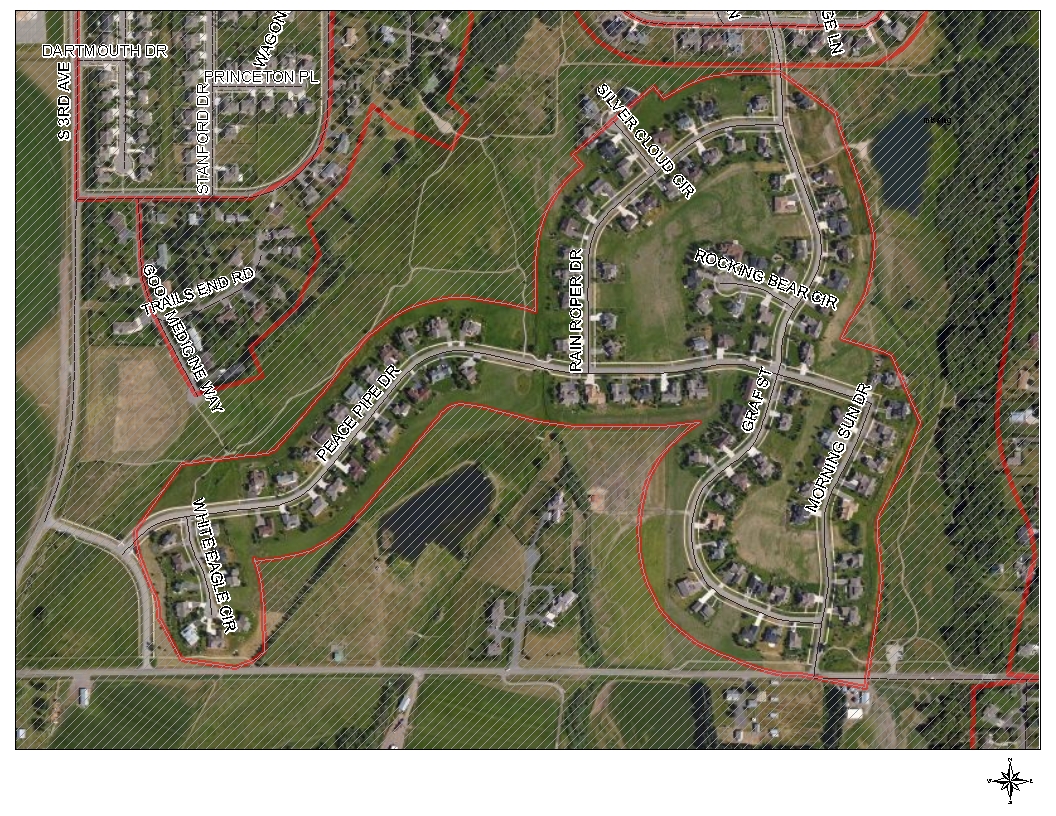 DARTMOUTH DR
WAGON
S 3RD AVE
PRINCETON PL
STANFORD DR
GE LN
SILVER CLOUD CIR
TRAILS END RD
MEDICINE WAY
RAIN ROPER DR
ROCKING BEAR CIR
PEACE PIPE DR
GRAF ST
MORNING SUN DR
WHITE EAGLE CIR
N
W
E
S